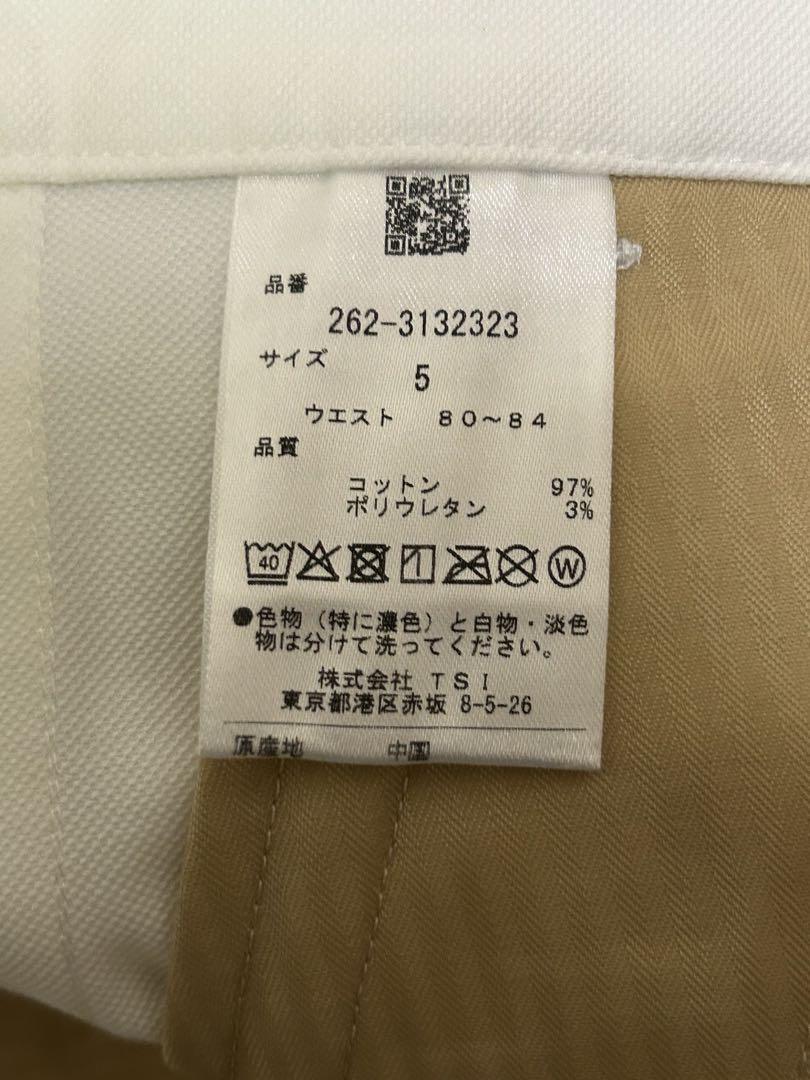 品番
262-3132323
サイズ
5
ウエスト 80~84
品質
コットン 97%
ポリウレタン 3%
40
W
●色物（特に濃色）と白物・淡色
物は分けて洗ってください。
株式会社 TSI
東京都港区赤坂 8-5-26
原産地 中国